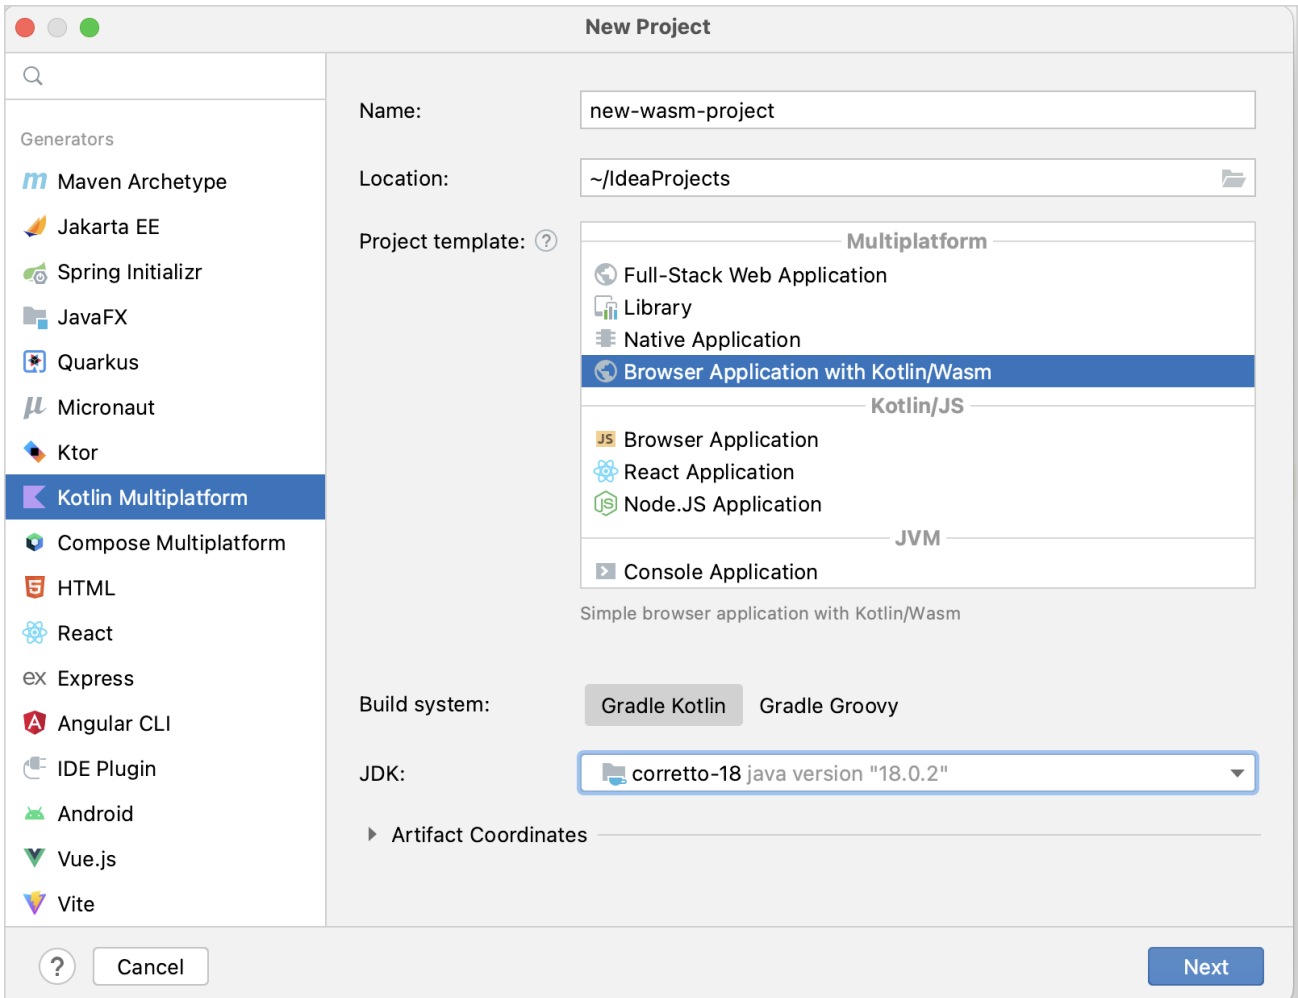 New Project
Generators
Maven Archetype
Jakarta EE
Spring Initializr
JavaFX
Quarkus
Micronaut
Ktor
Kotlin Multiplatform
Compose Multiplatform
HTML
React
ex Express
Angular CLI
IDE Plugin
Android
Vue.js
Vite
Name: new-wasm-project
Location: ~/IdeaProjects
Project template: ?
Multiplatform
Full-Stack Web Application
Library
Native Application
Browser Application with Kotlin/Wasm
Kotlin/JS
JS Browser Application
React Application
JS Node.JS Application
JVM
Console Application
Simple browser application with Kotlin/Wasm
Build system: Gradle Kotlin Gradle Groovy
JDK: corretto-18 java version "18.0.2"
Artifact Coordinates
? Cancel Next